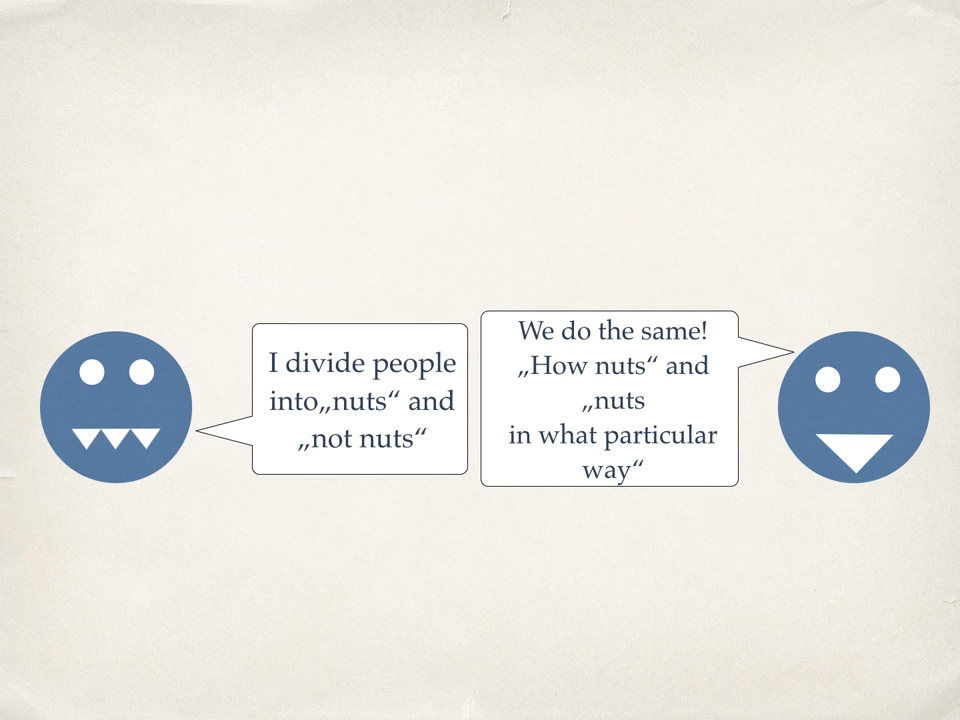 I divide people
into„nuts“ and
„not nuts“
We do the same!
„How nuts“ and
„nuts
in what particular
way“